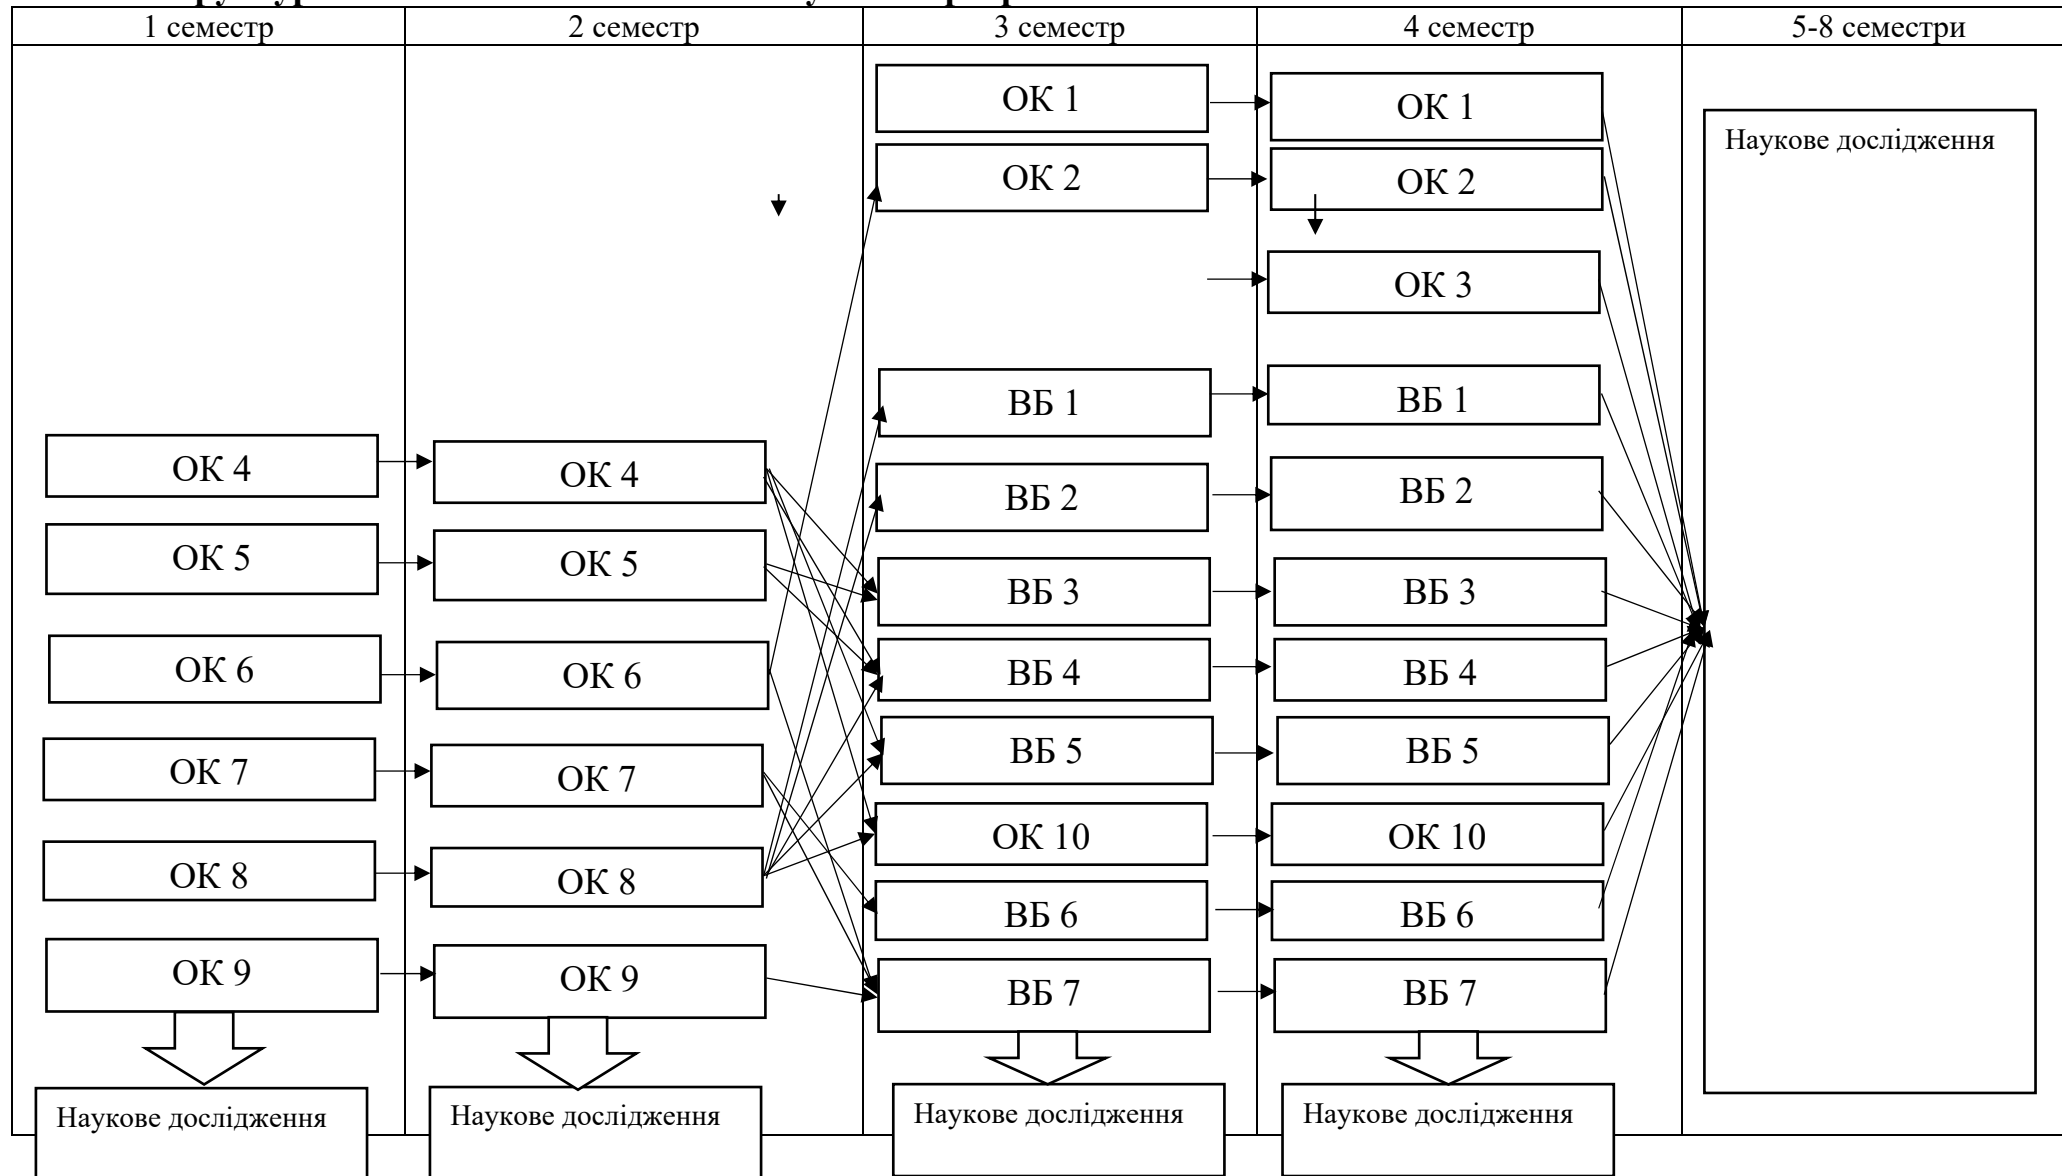 1 семестр
2 семестр
3 семестр
4 семестр
5-8 семестри
ОК 4
ОК 5
ОК 6
ОК 7
ОК 8
ОК 9
Наукове дослідження
ОК 4
ОК 5
ОК 6
ОК 7
ОК 8
ОК 9
Наукове дослідження
ОК 1
ОК 2
ВБ 1
ВБ 2
ВБ 3
ВБ 4
ВБ 5
ОК 10
ВБ 6
ВБ 7
Наукове дослідження
ОК 1
ОК 2
ОК 3
ВБ 1
ВБ 2
ВБ 3
ВБ 4
ВБ 5
ОК 10
ВБ 6
ВБ 7
Наукове дослідження
Наукове дослідження